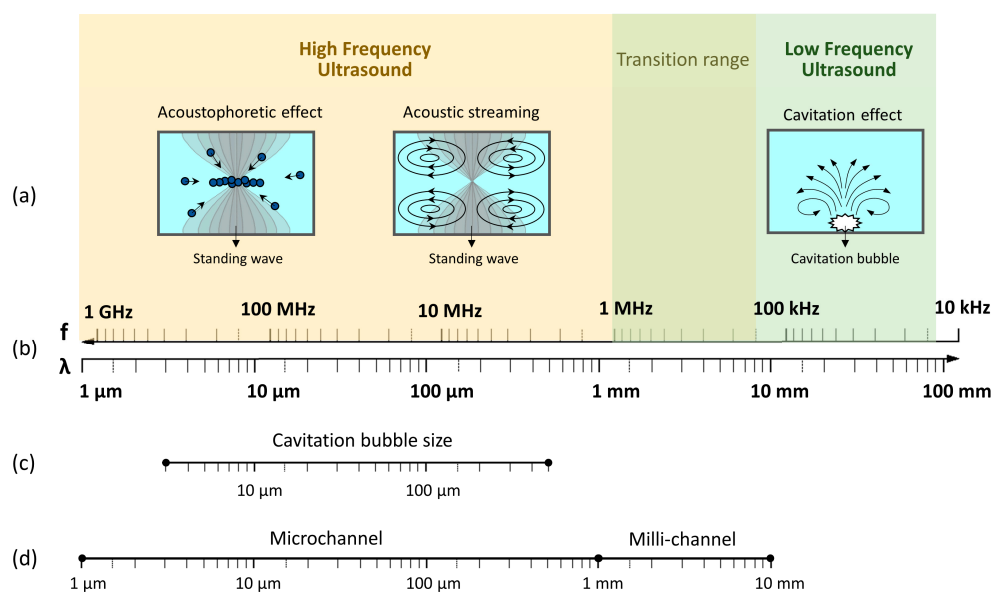 High Frequency
Ultrasound
Transition range
Low Frequency
Ultrasound
(a)
Acoustophoretic effect
Acoustic streaming
Cavitation effect
Standing wave
Standing wave
Cavitation bubble
(b)
1 GHz 100 MHz 10 MHz 1 MHz 100 kHz 10 kHz
f
λ
1 µm 10 µm 100 µm 1 mm 10 mm 100 mm
(c)
Cavitation bubble size
10 µm 100 µm
(d)
Microchannel Milli-channel
1 µm 10 µm 100 µm 1 mm 10 mm